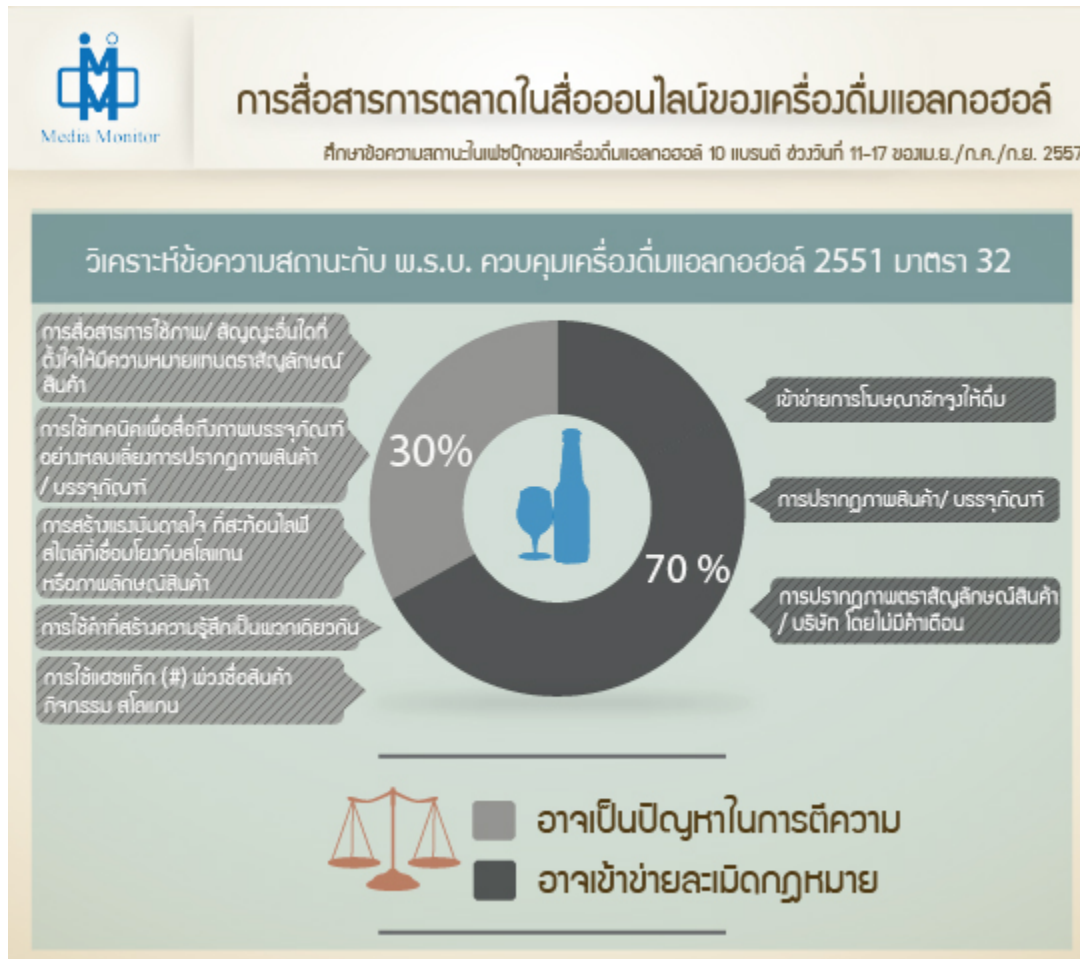 Media Monitor
การสื่อสารการตลาดในสื่อออนไลน์ของเครื่องดื่มแอลกอฮอล์
ศึกษาข้อความสถานะในเฟซบุ๊กของเครื่องดื่มแอลกอฮอล์ 10 แบรนด์ ช่วงวันที่ 11-17 ของเม.ย./ก.ค./ก.ย. 2557
วิเคราะห์ข้อความสถานะกับ พ.ร.บ. ควบคุมเครื่องดื่มแอลกอฮอล์ 2551 มาตรา 32
การสื่อสารการใช้ภาพ/ สัญญะอื่นใดที่
ตั้งใจให้มีความหมายแทนตราสัญลักษณ์
สินค้า
การใช้เทคนิคเพื่อสื่อถึงภาพบรรจุภัณฑ์
อย่างหลบเลี่ยงการปรากฏภาพสินค้า
/ บรรจุภัณฑ์
การสร้างแรงบันดาลใจ ที่สะท้อนไลฟ์
สไตล์ที่เชื่อมโยงกับสโลแกน
หรือภาพลักษณ์สินค้า
การใช้คำที่สร้างความรู้สึกเป็นพวกเดียวกัน
การใช้แฮชแท็ก (#) พ่วงชื่อสินค้า
กิจกรรม สโลแกน
30%
70 %
เข้าข่ายการโฆษณาชักจูงให้ดื่ม
การปรากฏภาพสินค้า/ บรรจุภัณฑ์
การปรากฏภาพตราสัญลักษณ์สินค้า
/ บริษัท โดยไม่มีคำเตือน
อาจเป็นปัญหาในการตีความ
อาจเข้าข่ายละเมิดกฎหมาย